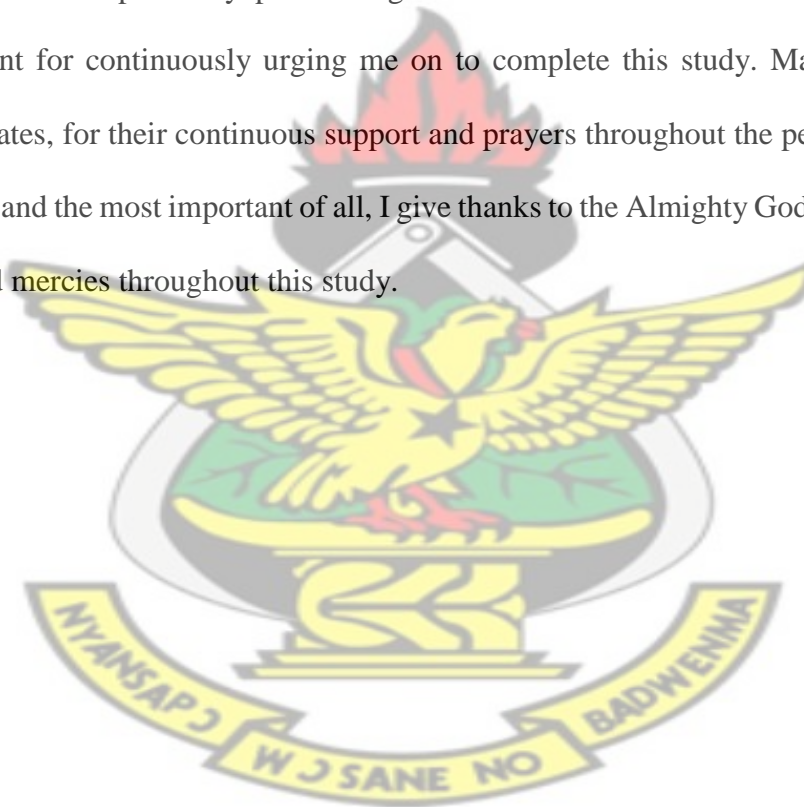 nt for continuously urging me on to complete this study. Ma
ates, for their continuous support and prayers throughout the pe
and the most important of all, I give thanks to the Almighty God
d mercies throughout this study.
NYANSAPƆ
WƆ SANE NO
BADWENMA